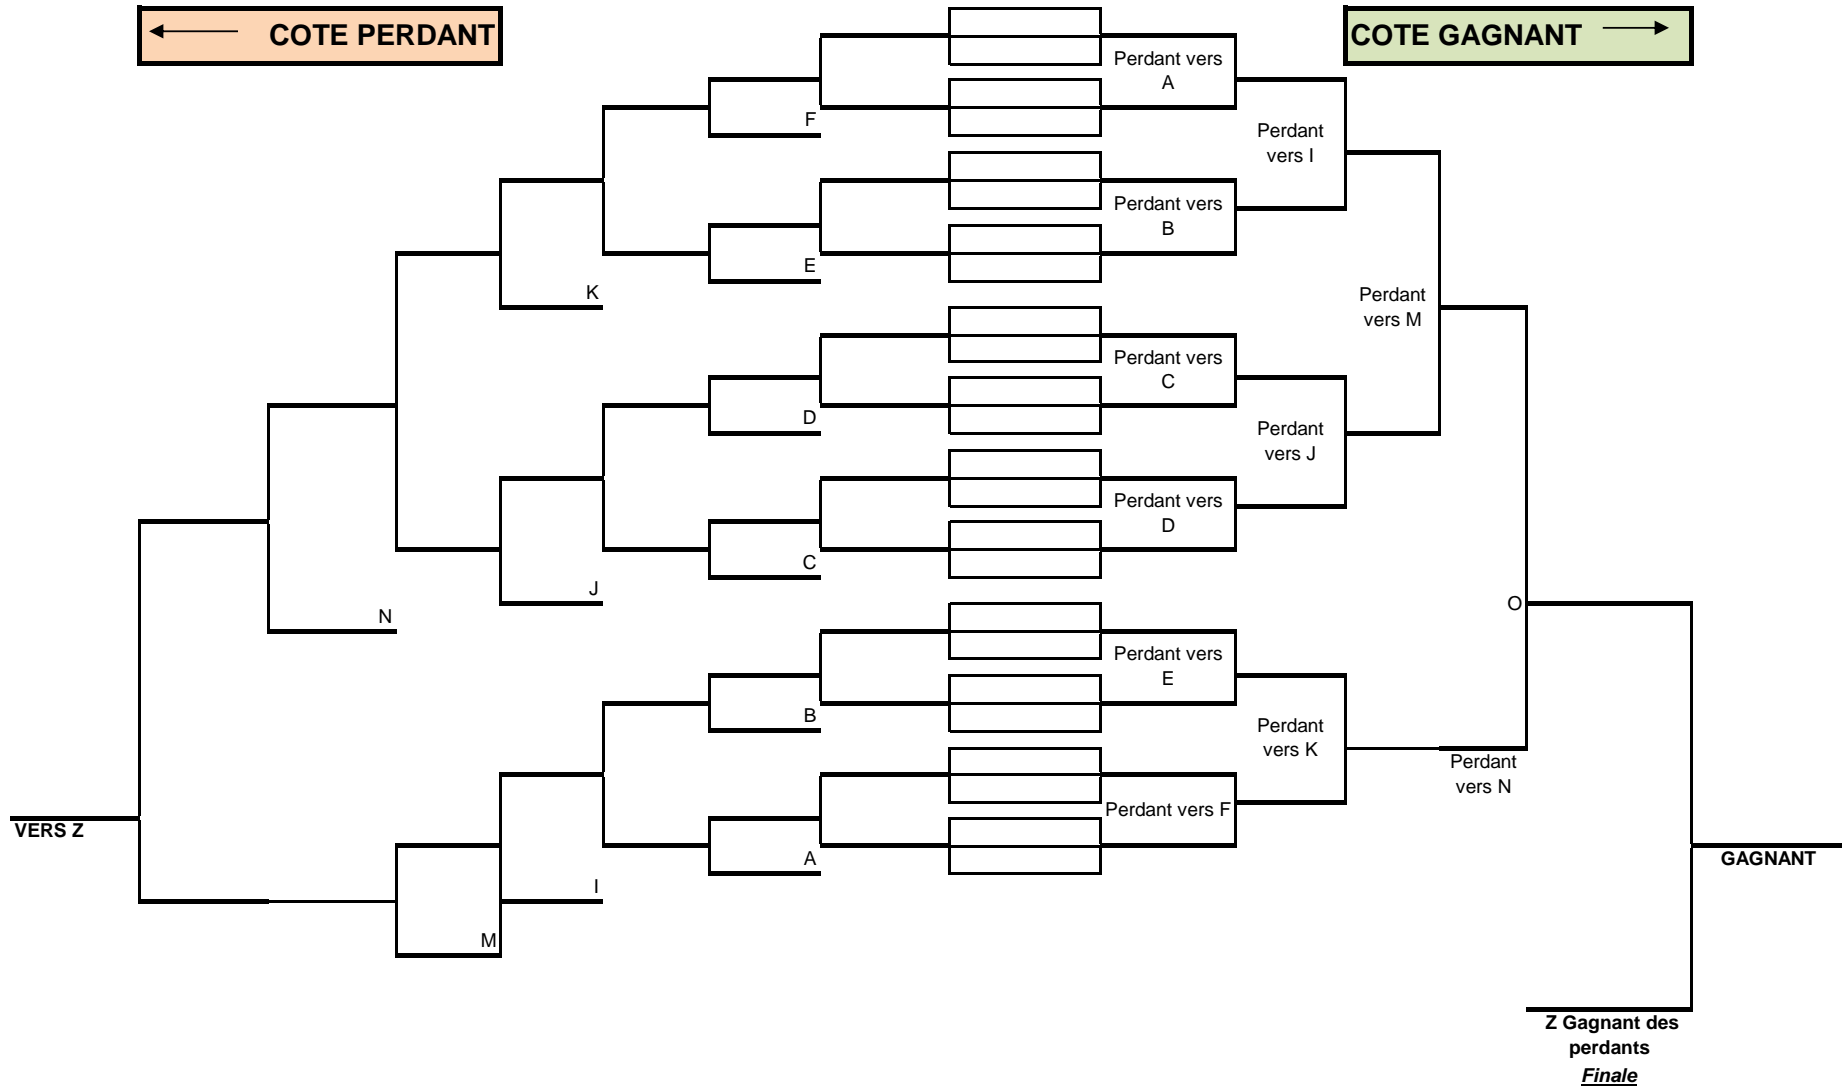 COTE PERDANT
COTE GAGNANT
Perdant vers
A
F
Perdant
vers I
Perdant vers
B
E
K
Perdant
vers M
Perdant vers
C
D
Perdant
vers J
Perdant vers
D
C
J
O
N
Perdant vers
E
B
Perdant
vers K
Perdant
vers N
Perdant vers F
VERS Z
A
GAGNANT
I
M
Z Gagnant des
perdants
Finale